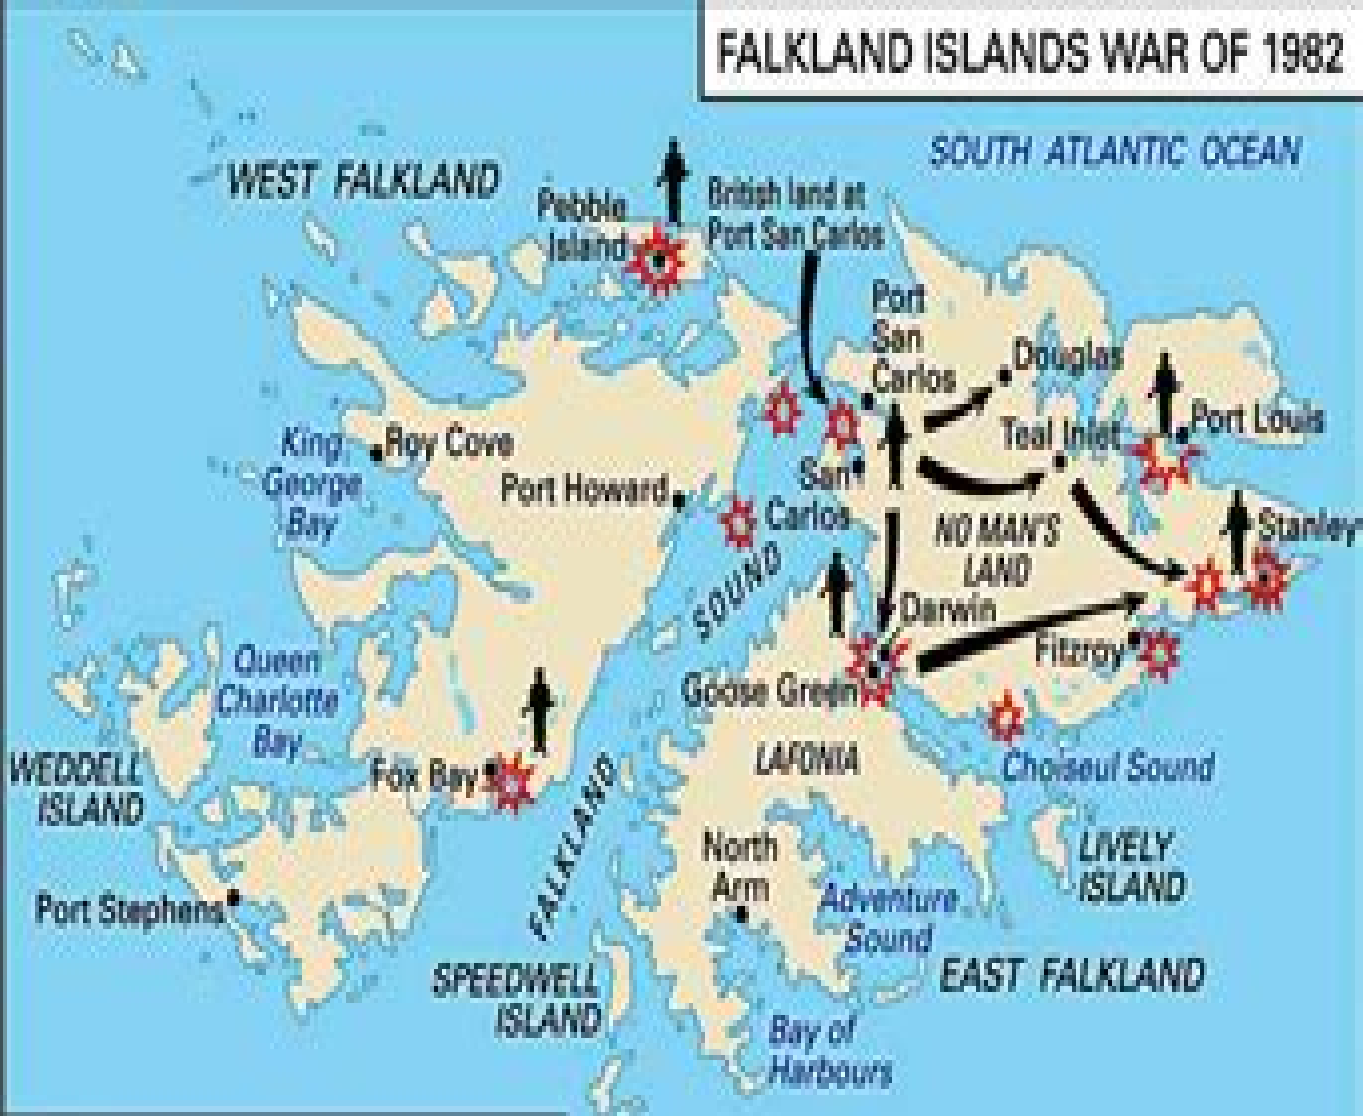 FALKLAND ISLANDS WAR OF 1982
SOUTH ATLANTIC OCEAN
WEST FALKLAND
Pebble
Island
British land at
Port San Carlos
Port
San
Carlos
Douglas
Teal Inlet
Port Louis
King
George
Bay
Roy Cove
Port Howard
San
Carlos
NO MAN'S
LAND
Stanley
SOUND
Darwin
Fitzroy
Queen
Charlotte
Bay
Goose Green
WEDDELL
ISLAND
Fox Bay
LAFONIA
Choiseul Sound
FALKLAND
North
Arm
LIVELY
ISLAND
Port Stephens
Adventure
Sound
SPEEDWELL
ISLAND
EAST FALKLAND
Bay of
Harbours